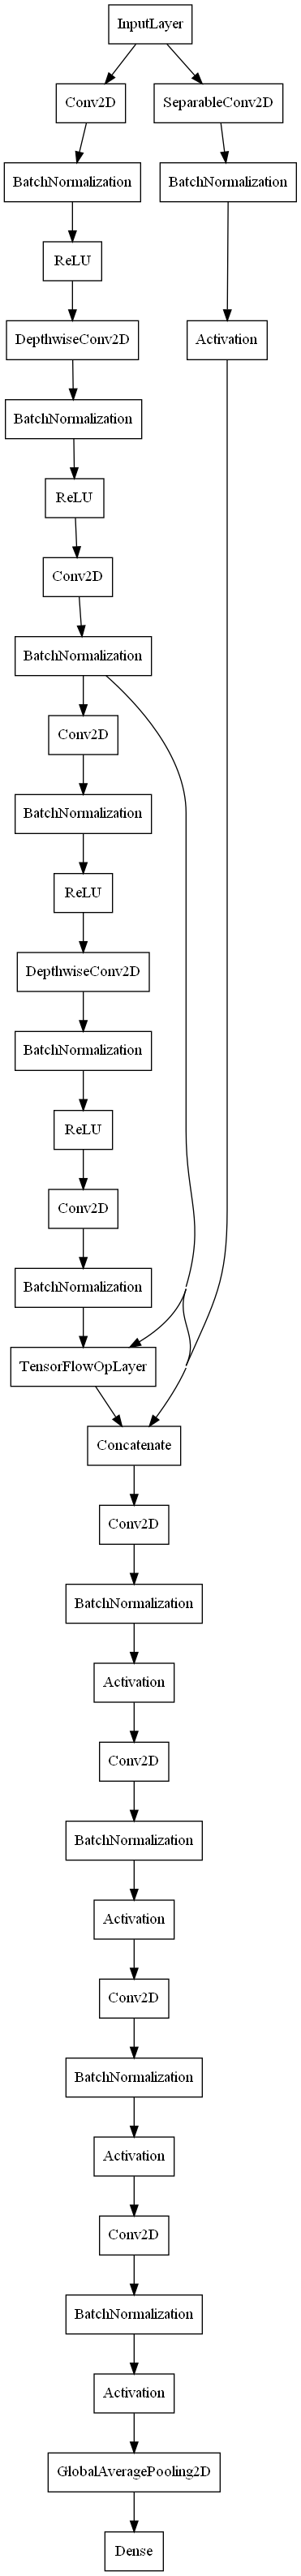 InputLayer
Conv2D
SeparableConv2D
BatchNormalization
BatchNormalization
ReLU
DepthwiseConv2D
Activation
BatchNormalization
ReLU
Conv2D
BatchNormalization
Conv2D
BatchNormalization
ReLU
DepthwiseConv2D
BatchNormalization
ReLU
Conv2D
BatchNormalization
TensorFlowOpLayer
Concatenate
Conv2D
BatchNormalization
Activation
Conv2D
BatchNormalization
Activation
Conv2D
BatchNormalization
Activation
Conv2D
BatchNormalization
Activation
GlobalAveragePooling2D
Dense